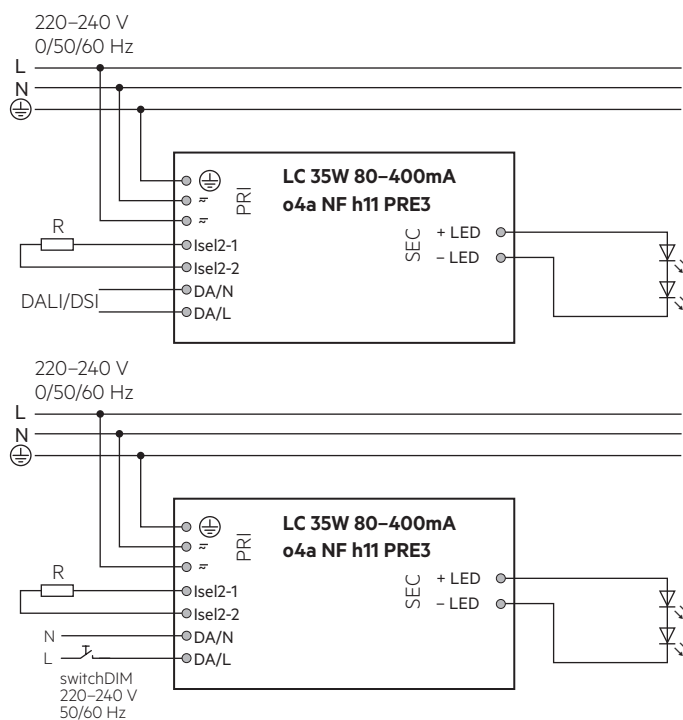 220–240 V
0/50/60 Hz
L
N
LC 35W 80–400mA
o4a NF h11 PRE3
PRI
R
Isel2-1
Isel2-2
DA/N
DA/L
DALI/DSI
SEC
+ LED
– LED
220–240 V
0/50/60 Hz
L
N
LC 35W 80–400mA
o4a NF h11 PRE3
PRI
R
Isel2-1
Isel2-2
N
DA/N
L
DA/L
SEC
+ LED
– LED
switchDIM
220–240 V
50/60 Hz